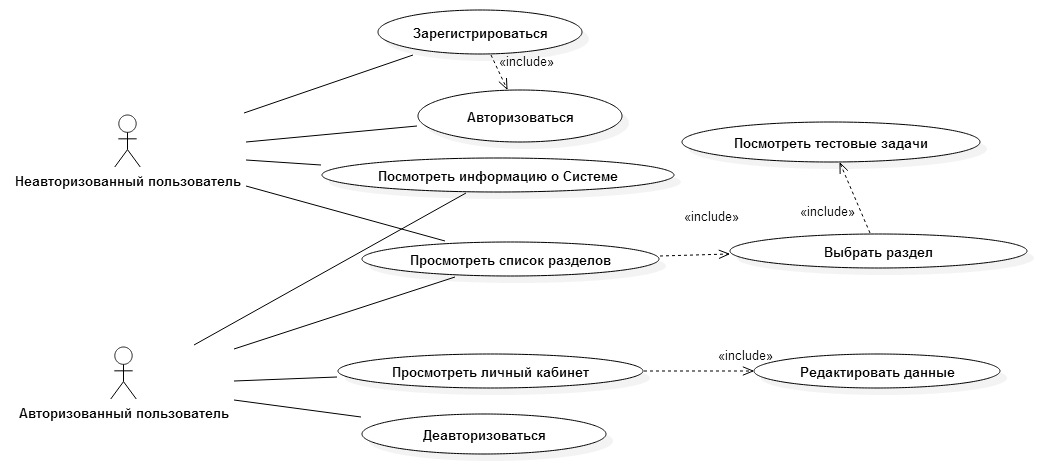 Зарегистрироваться
«include»
Авторизоваться
Посмотреть тестовые задачи
Неавторизованный пользователь
Посмотреть информацию о Системе
«include»
«include»
Просмотреть список разделов
Выбрать раздел
«include»
Просмотреть личный кабинет
Редактировать данные
Авторизованный пользователь
Деавторизоваться